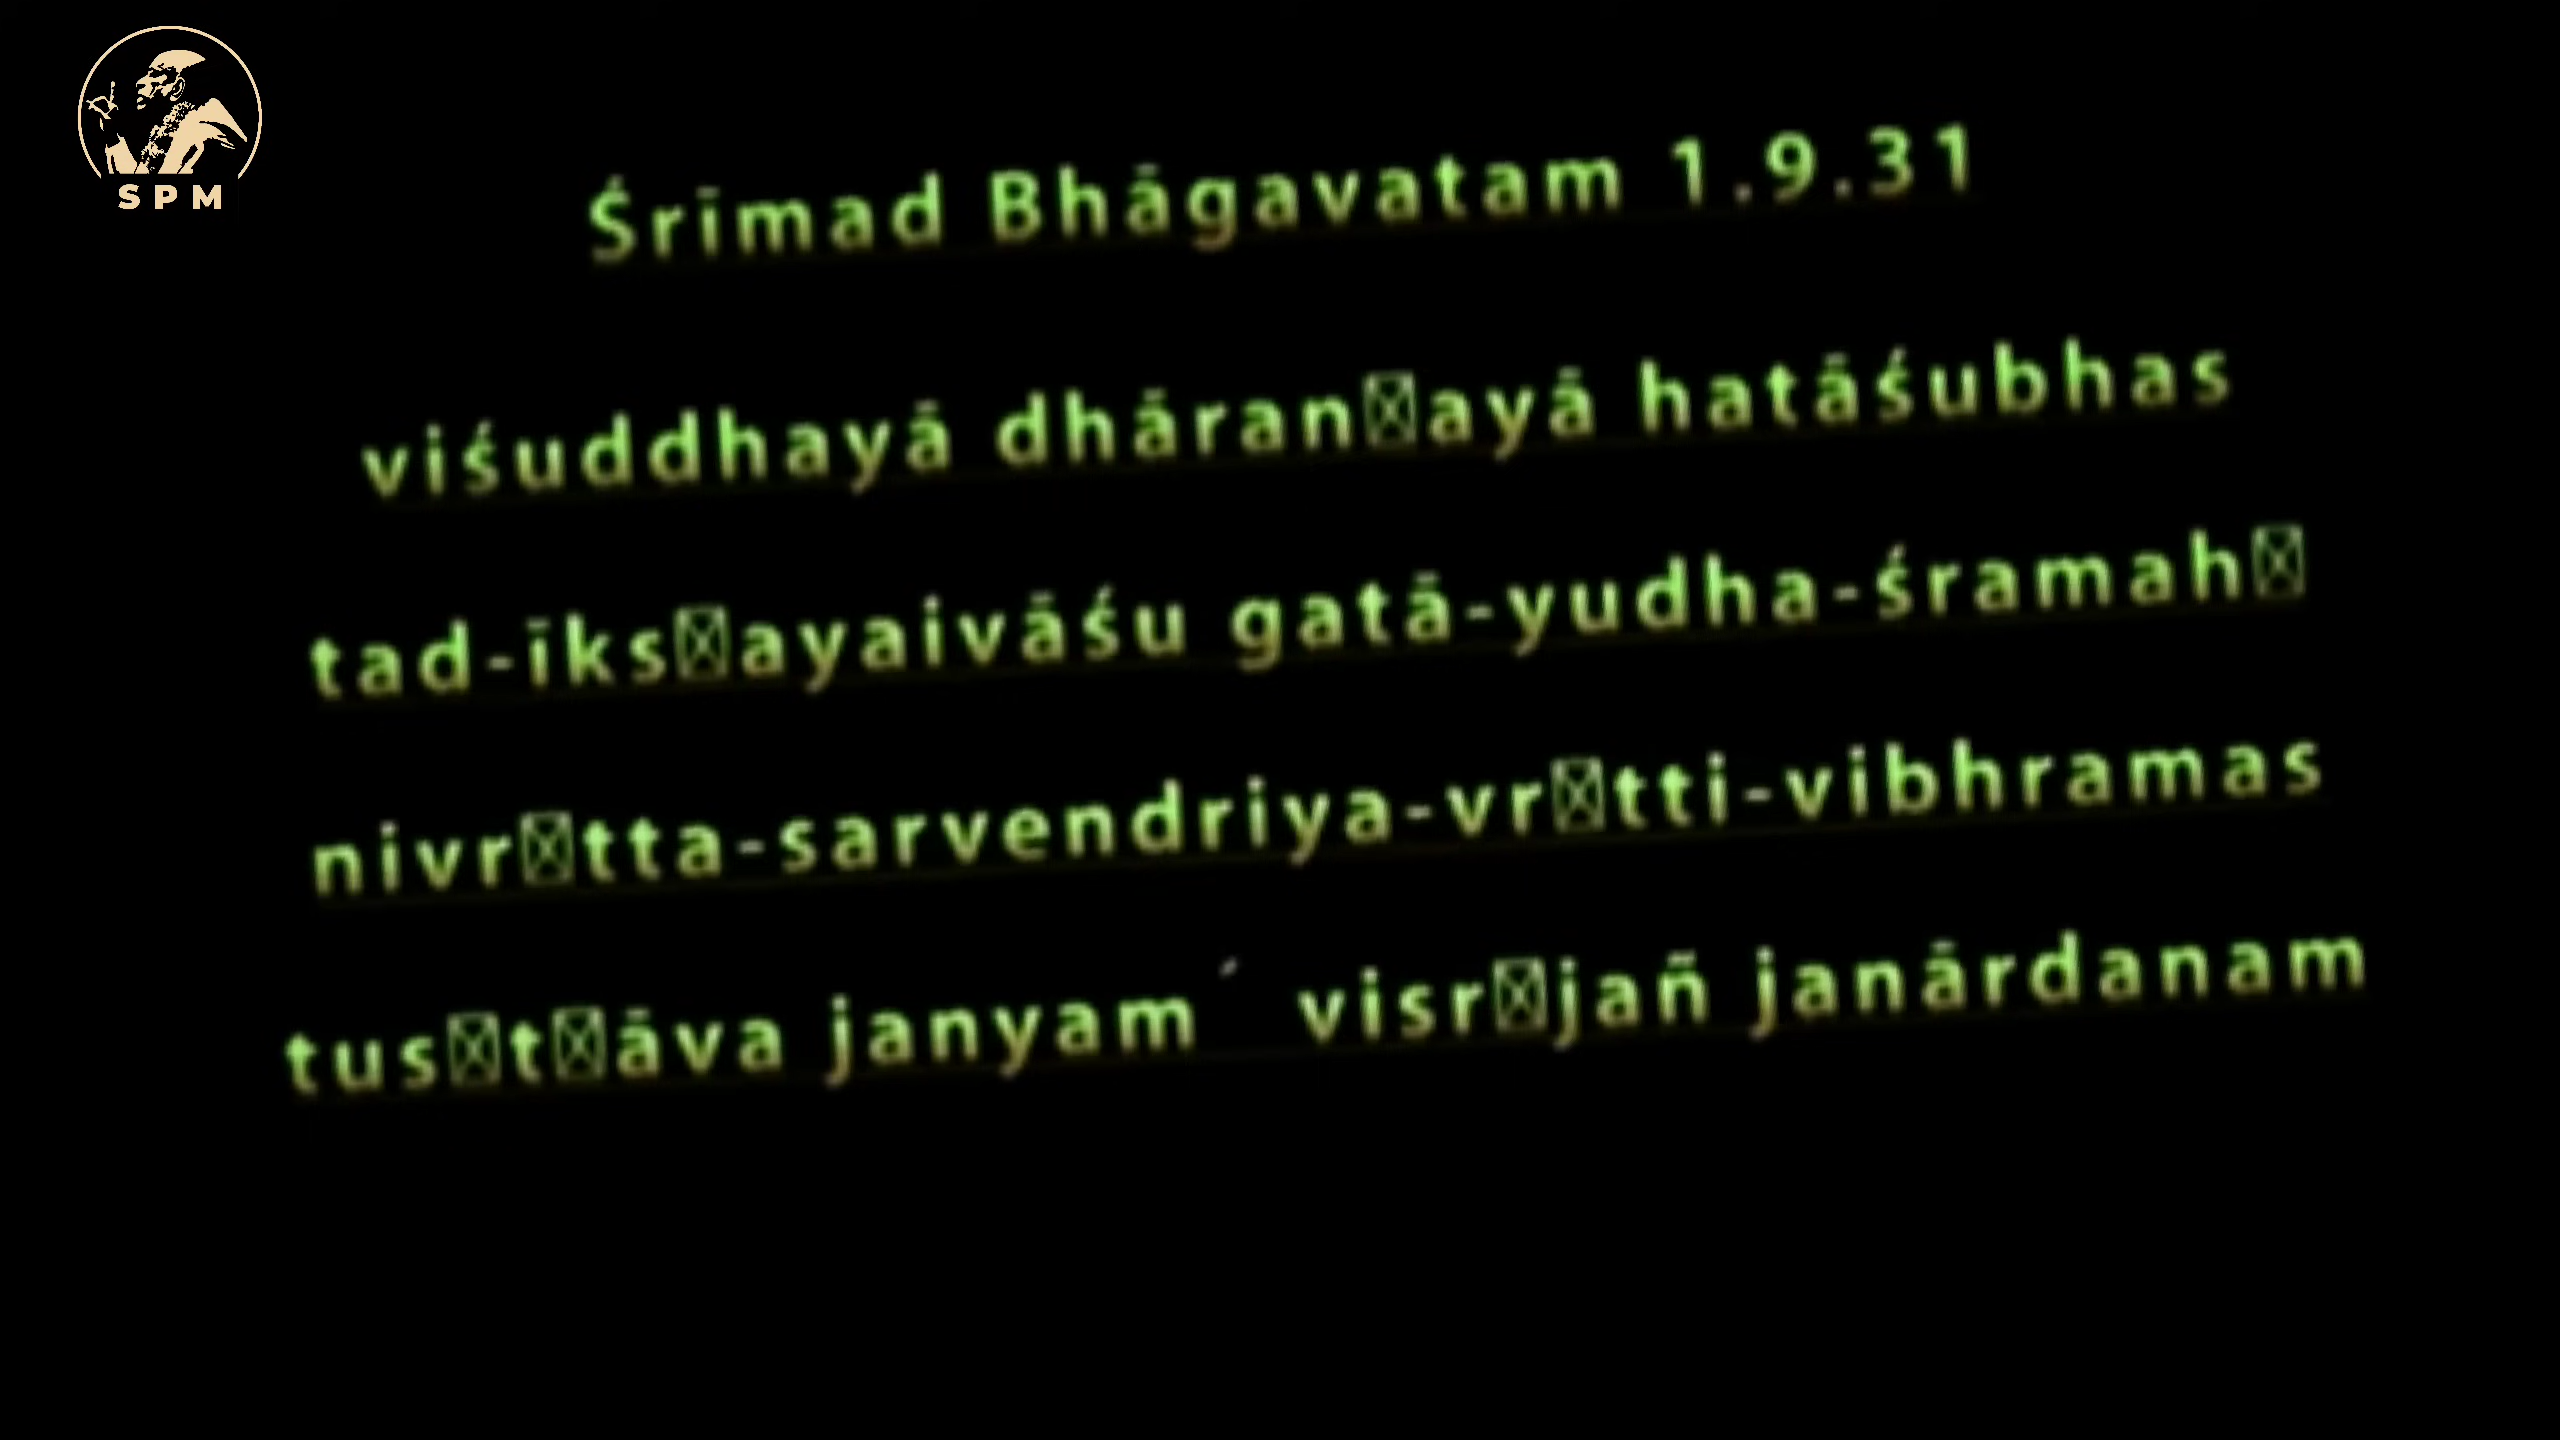 SPM
Śrīmad Bhāgavatam 1.9.31
viśuddhayā dhāran☒ayā hatāśubhas
tad-īks☒ayaivāśu gatā-yudha-śramah☒
nivr☒tta-sarvendriya-vr☒tti-vibhramas
tus☒t☒āva janyam ́ visr☒jañ janārdanam